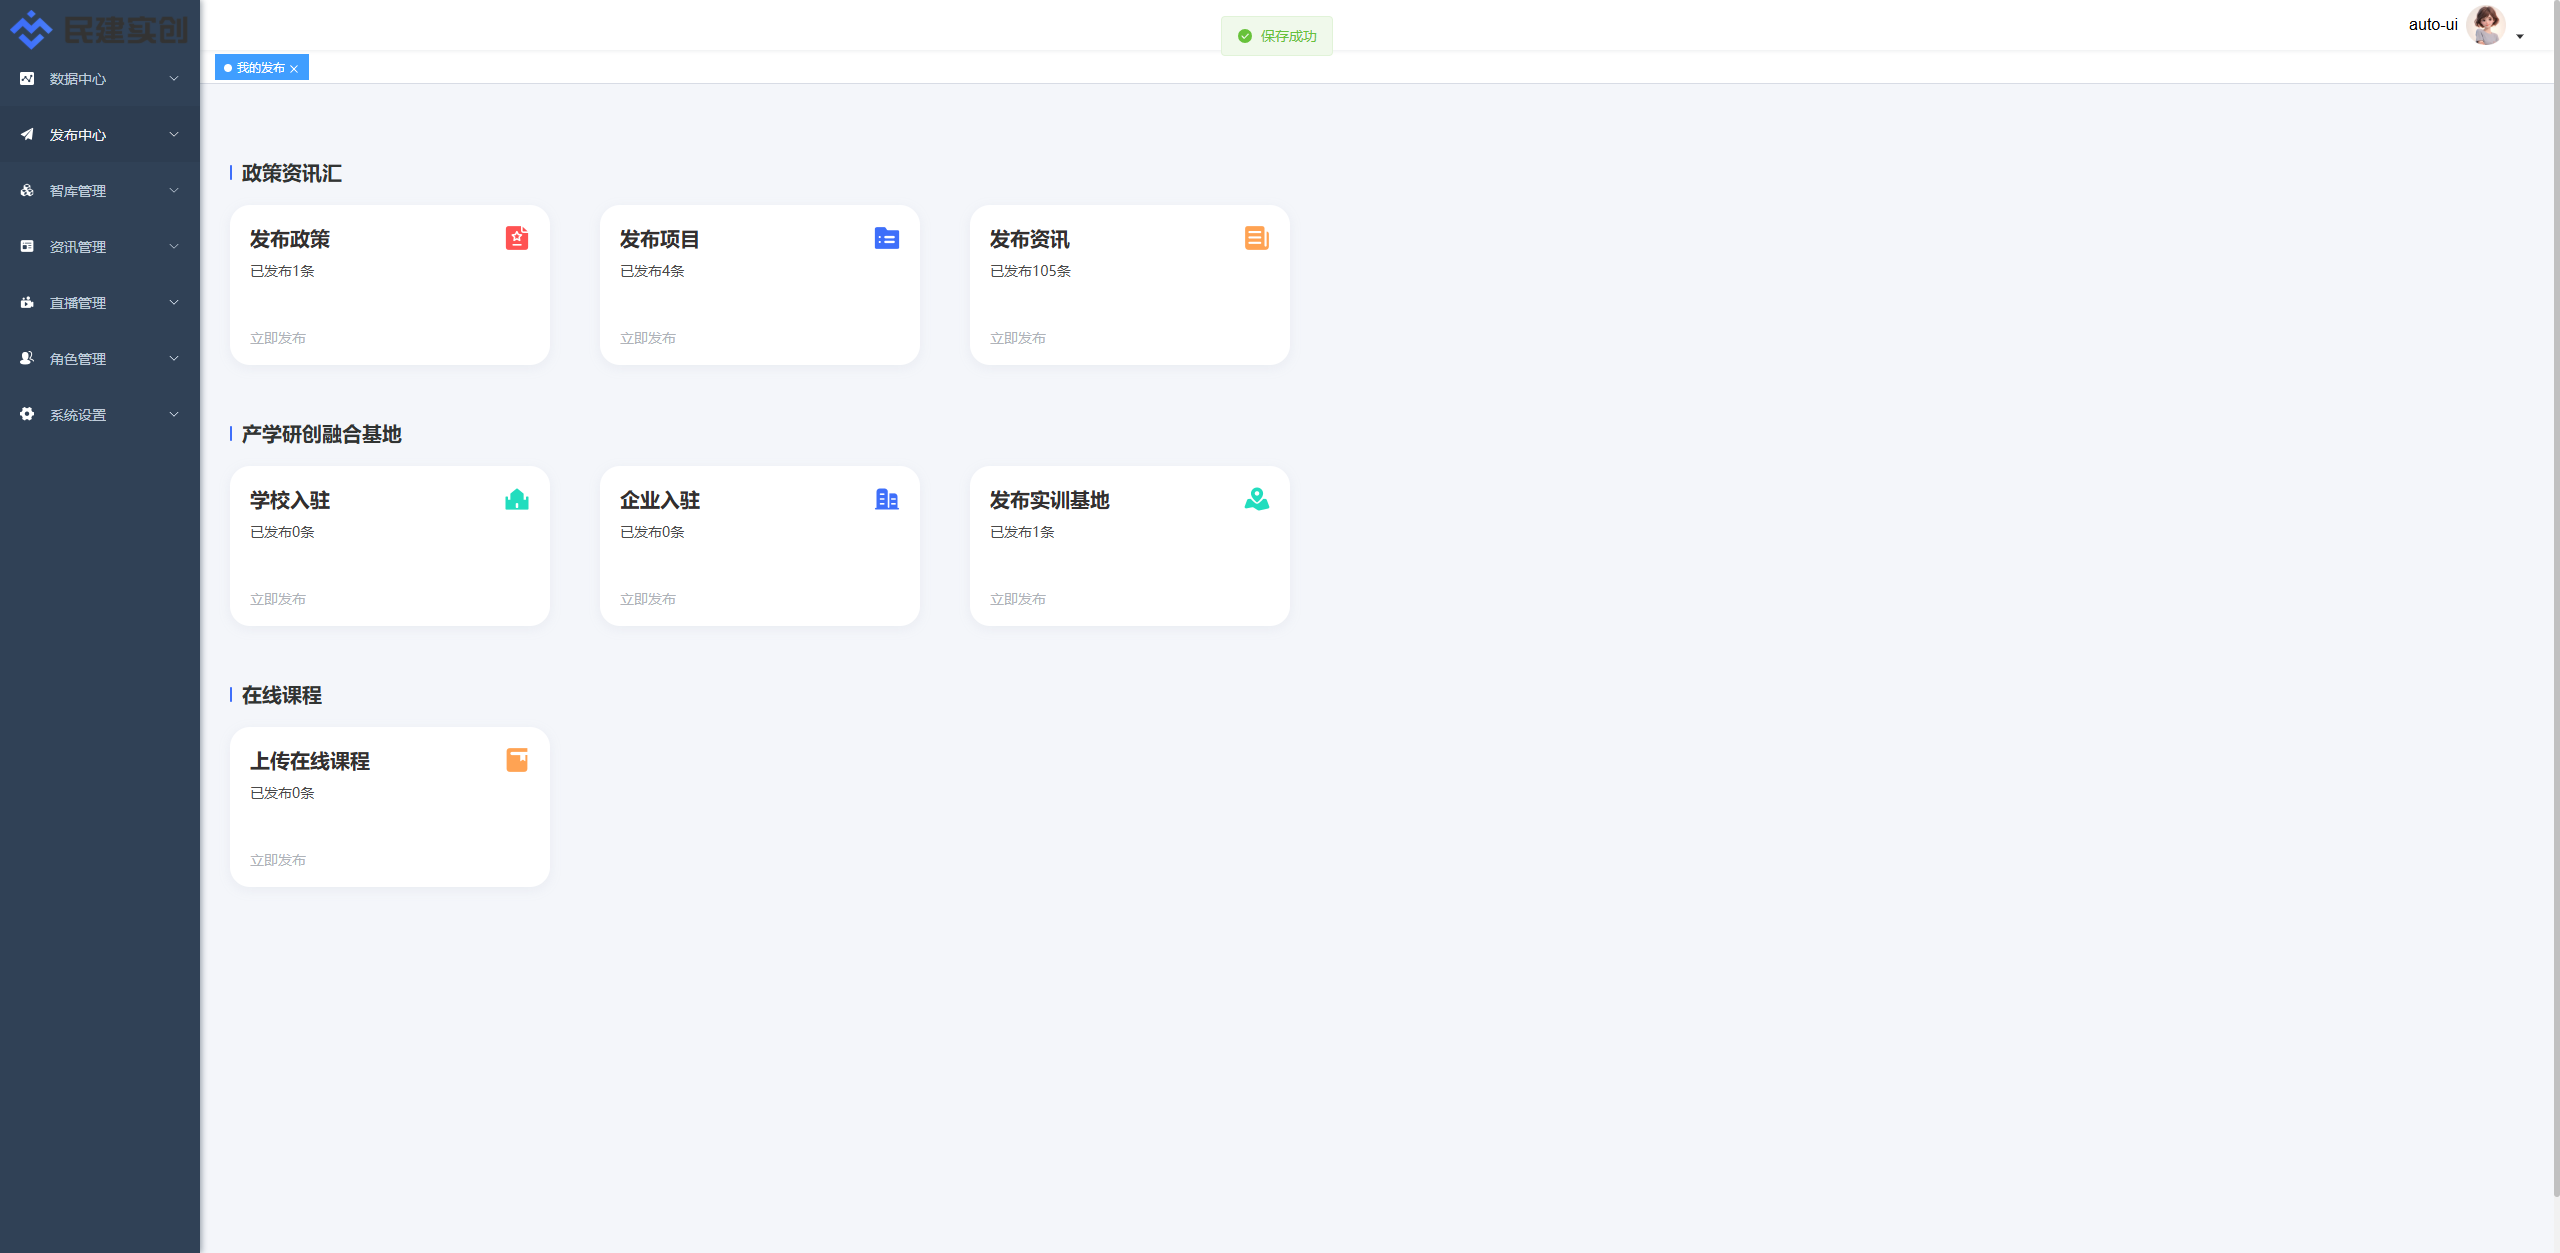 民建实创
数据中心
发布中心
智库管理
资讯管理
直播管理
角色管理
系统设置
保存成功
auto-ui
我的发布
政策资讯汇
发布政策
已发布1条
立即发布
发布项目
已发布4条
立即发布
发布资讯
已发布105条
立即发布
产学研创融合基地
学校入驻
已发布0条
立即发布
企业入驻
已发布0条
立即发布
发布实训基地
已发布1条
立即发布
在线课程
上传在线课程
已发布0条
立即发布